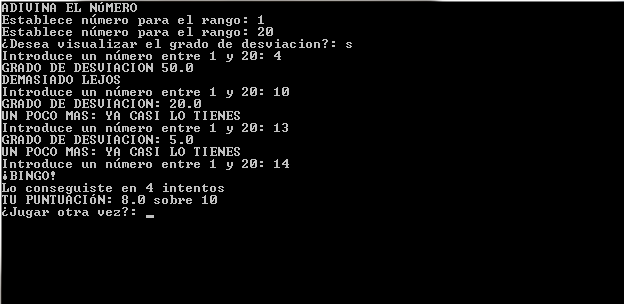 ADIVINA EL NÚMERO
Establece número para el rango: 1
Establece número para el rango: 20
¿Desea visualizar el grado de desviacion?: s
Introduce un número entre 1 y 20: 4
GRADO DE DESVIACION 50.0
DEMASIADO LEJOS
Introduce un número entre 1 y 20: 10
GRADO DE DESVIACION: 20.0
UN POCO MAS: YA CASI LO TIENES
Introduce un número entre 1 y 20: 13
GRADO DE DESVIACION: 5.0
UN POCO MAS: YA CASI LO TIENES
Introduce un número entre 1 y 20: 14
¡BINGO!
Lo conseguiste en 4 intentos
TU PUNTUACIÓN: 8.0 sobre 10
¿Jugar otra vez?: _